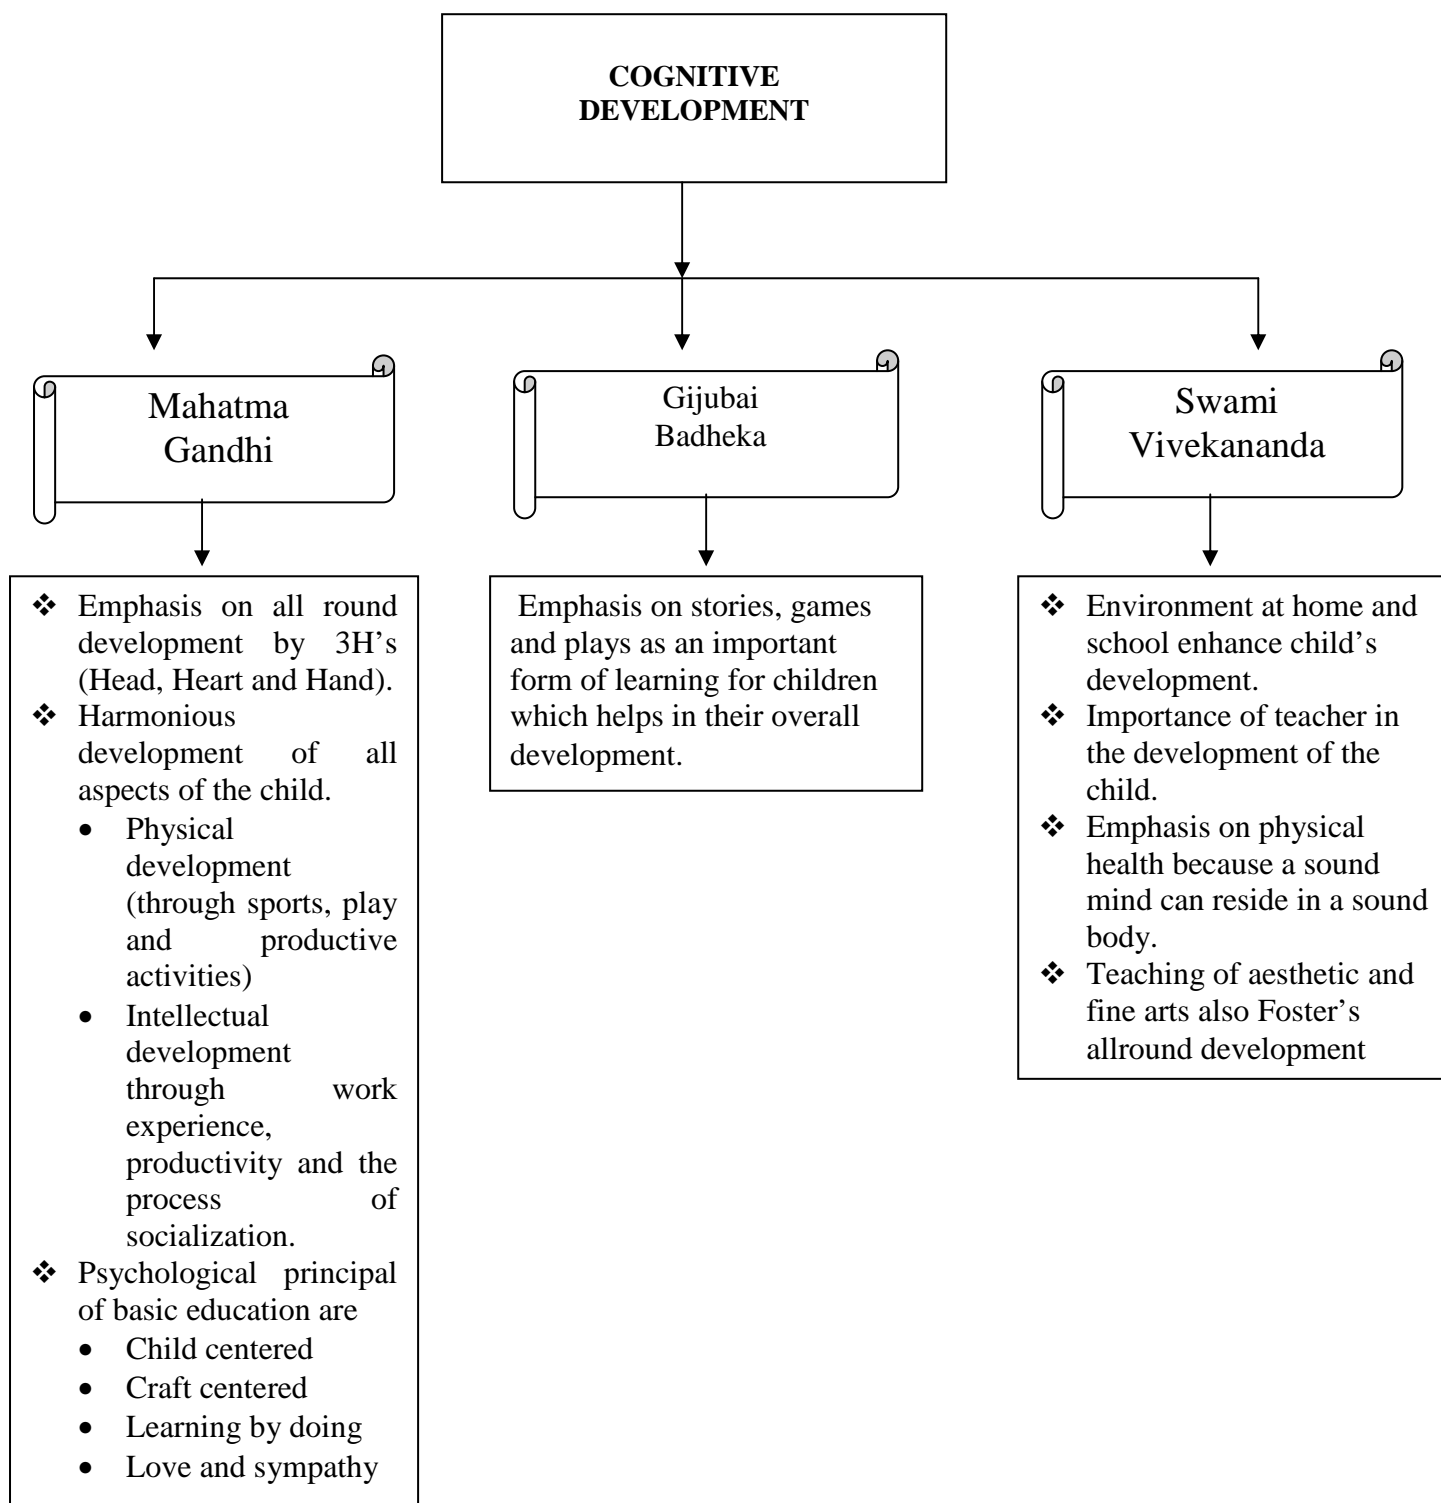 COGNITIVE
DEVELOPMENT
Mahatma
Gandhi
Gijubai
Badheka
Swami
Vivekananda
❖ Emphasis on all round
development by 3H’s
(Head, Heart and Hand).
❖ Harmonious
development of all
aspects of the child.
• Physical
development
(through sports, play
and productive
activities)
• Intellectual
development
through work
experience,
productivity and the
process of
socialization.
❖ Psychological principal
of basic education are
• Child centered
• Craft centered
• Learning by doing
• Love and sympathy
Emphasis on stories, games
and plays as an important
form of learning for children
which helps in their overall
development.
❖ Environment at home and
school enhance child’s
development.
❖ Importance of teacher in
the development of the
child.
❖ Emphasis on physical
health because a sound
mind can reside in a sound
body.
❖ Teaching of aesthetic and
fine arts also Foster’s
allround development